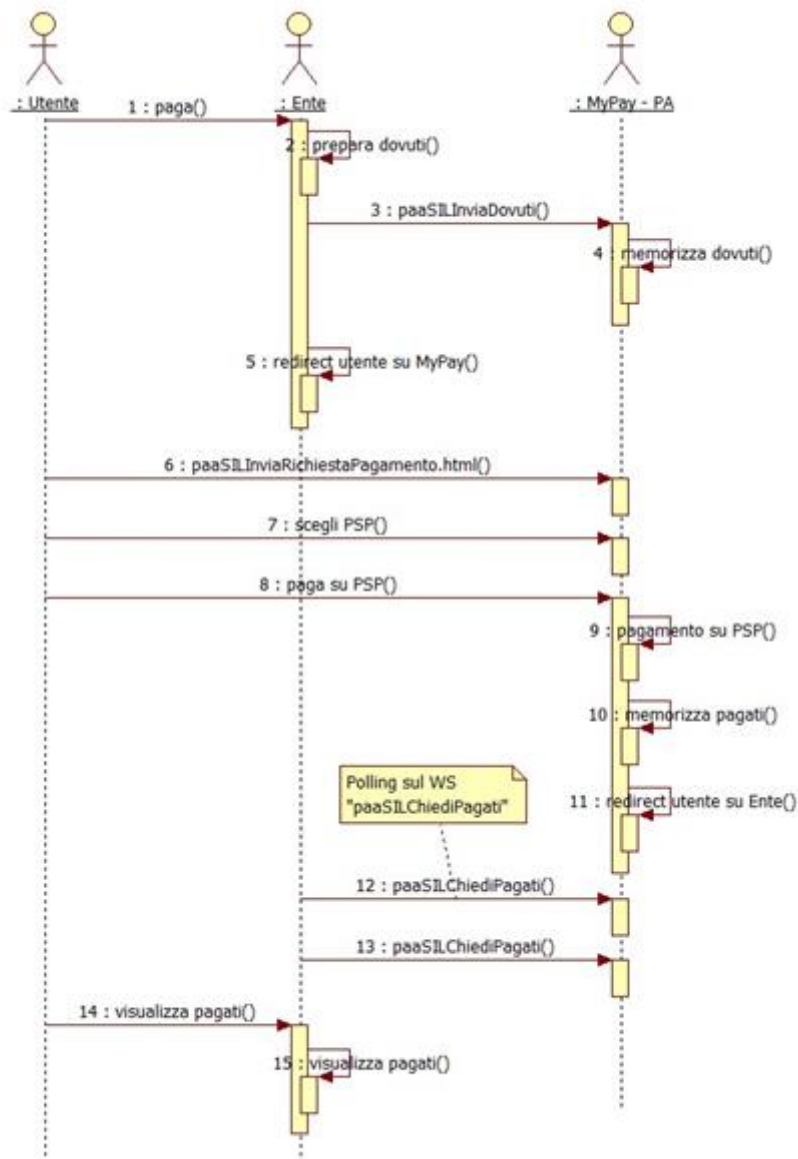 : Utente
: Ente
: MyPay - PA
1 : paga()
2 : prepara dovuti()
3 : paaSILInviaDovuti()
4 : memorizza dovuti()
5 : redirect utente su MyPay()
6 : paaSILInviaRichiestaPagamento.html()
7 : scegli PSP()
8 : paga su PSP()
9 : pagamento su PSP()
10 : memorizza pagati()
Polling sul WS
"paaSILChiediPagati"
11 : redirect utente su Ente()
12 : paaSILChiediPagati()
13 : paaSILChiediPagati()
14 : visualizza pagati()
15 : visualizza pagati()